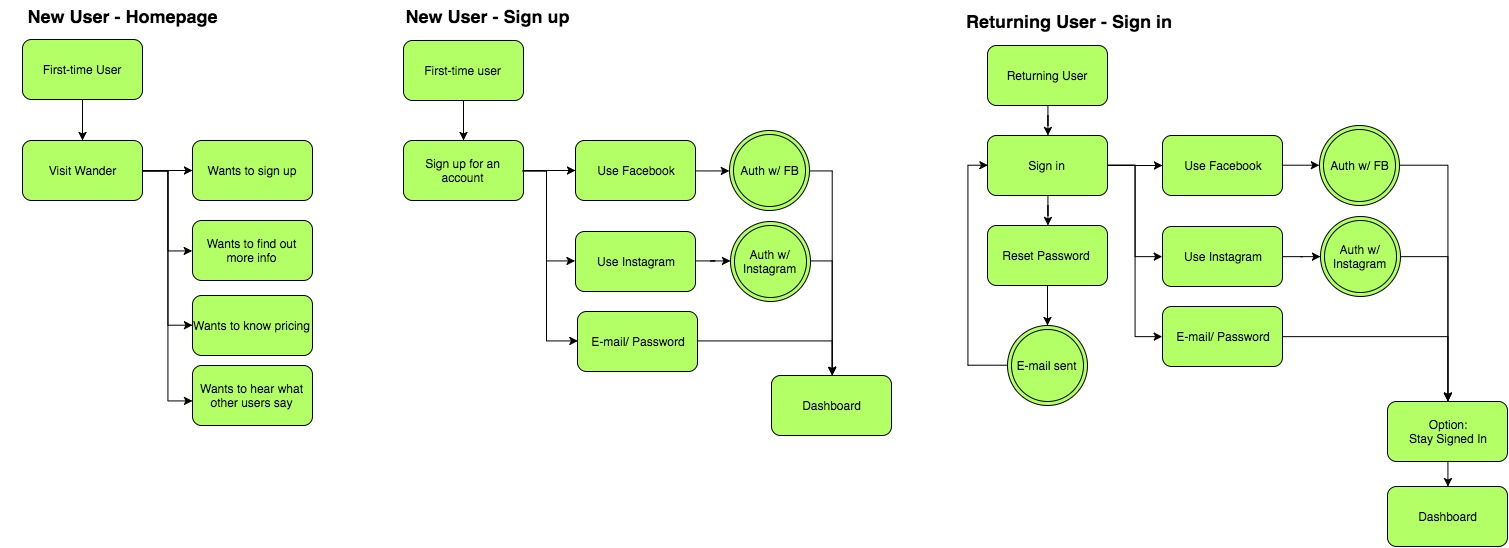 New User - Homepage
First-time User
Visit Wander
Wants to sign up
Wants to find out
more info
Wants to know pricing
Wants to hear what
other users say
New User - Sign up
First-time user
Sign up for an
account
Use Facebook
Auth w/ FB
Use Instagram
Auth w/
Instagram
E-mail/ Password
Dashboard
Returning User - Sign in
Returning User
Sign in
Use Facebook
Auth w/ FB
Reset Password
Use Instagram
Auth w/
Instagram
E-mail/ Password
E-mail sent
Option:
Stay Signed In
Dashboard